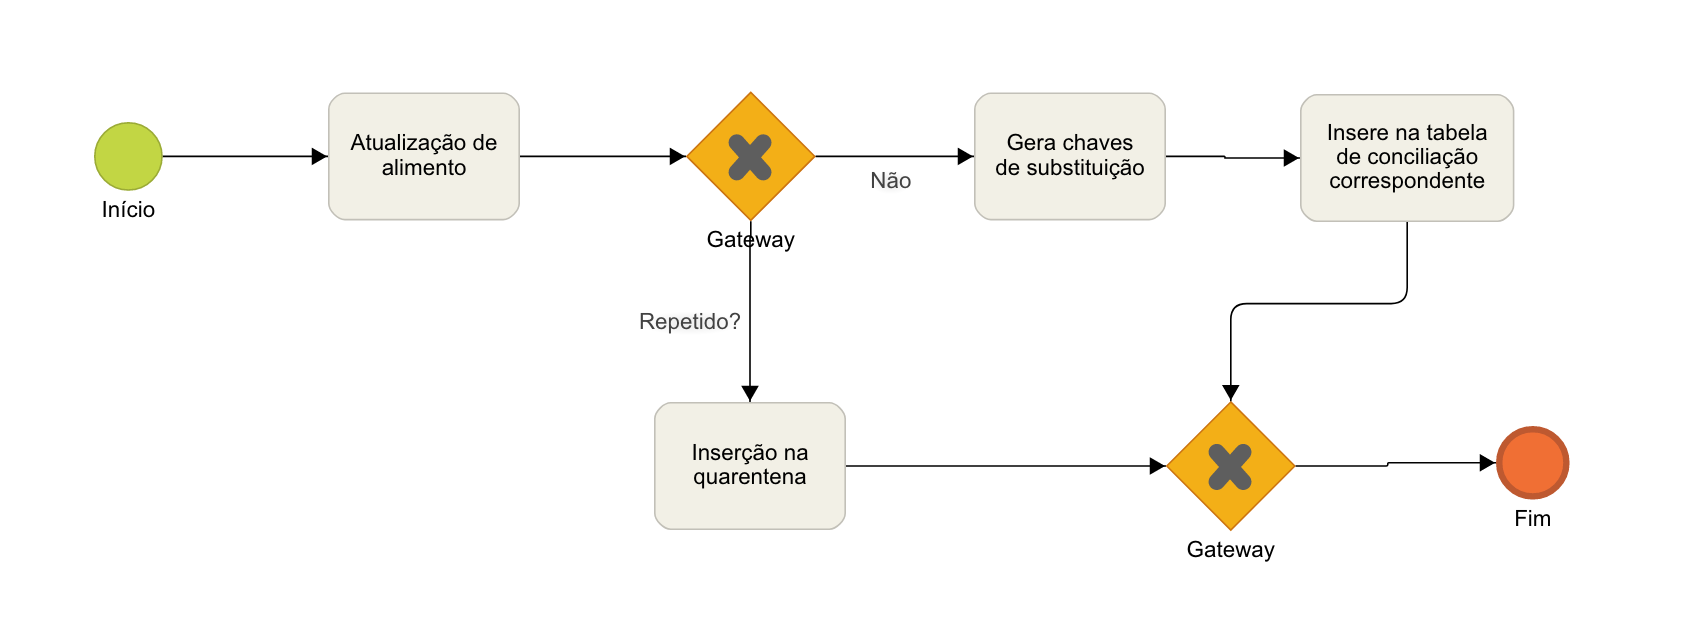 Início
Atualização de
alimento
Gateway
Não
Gera chaves
de substituição
Insere na tabela
de conciliação
correspondente
Repetido?
Inserção na
quarentena
Gateway
Fim